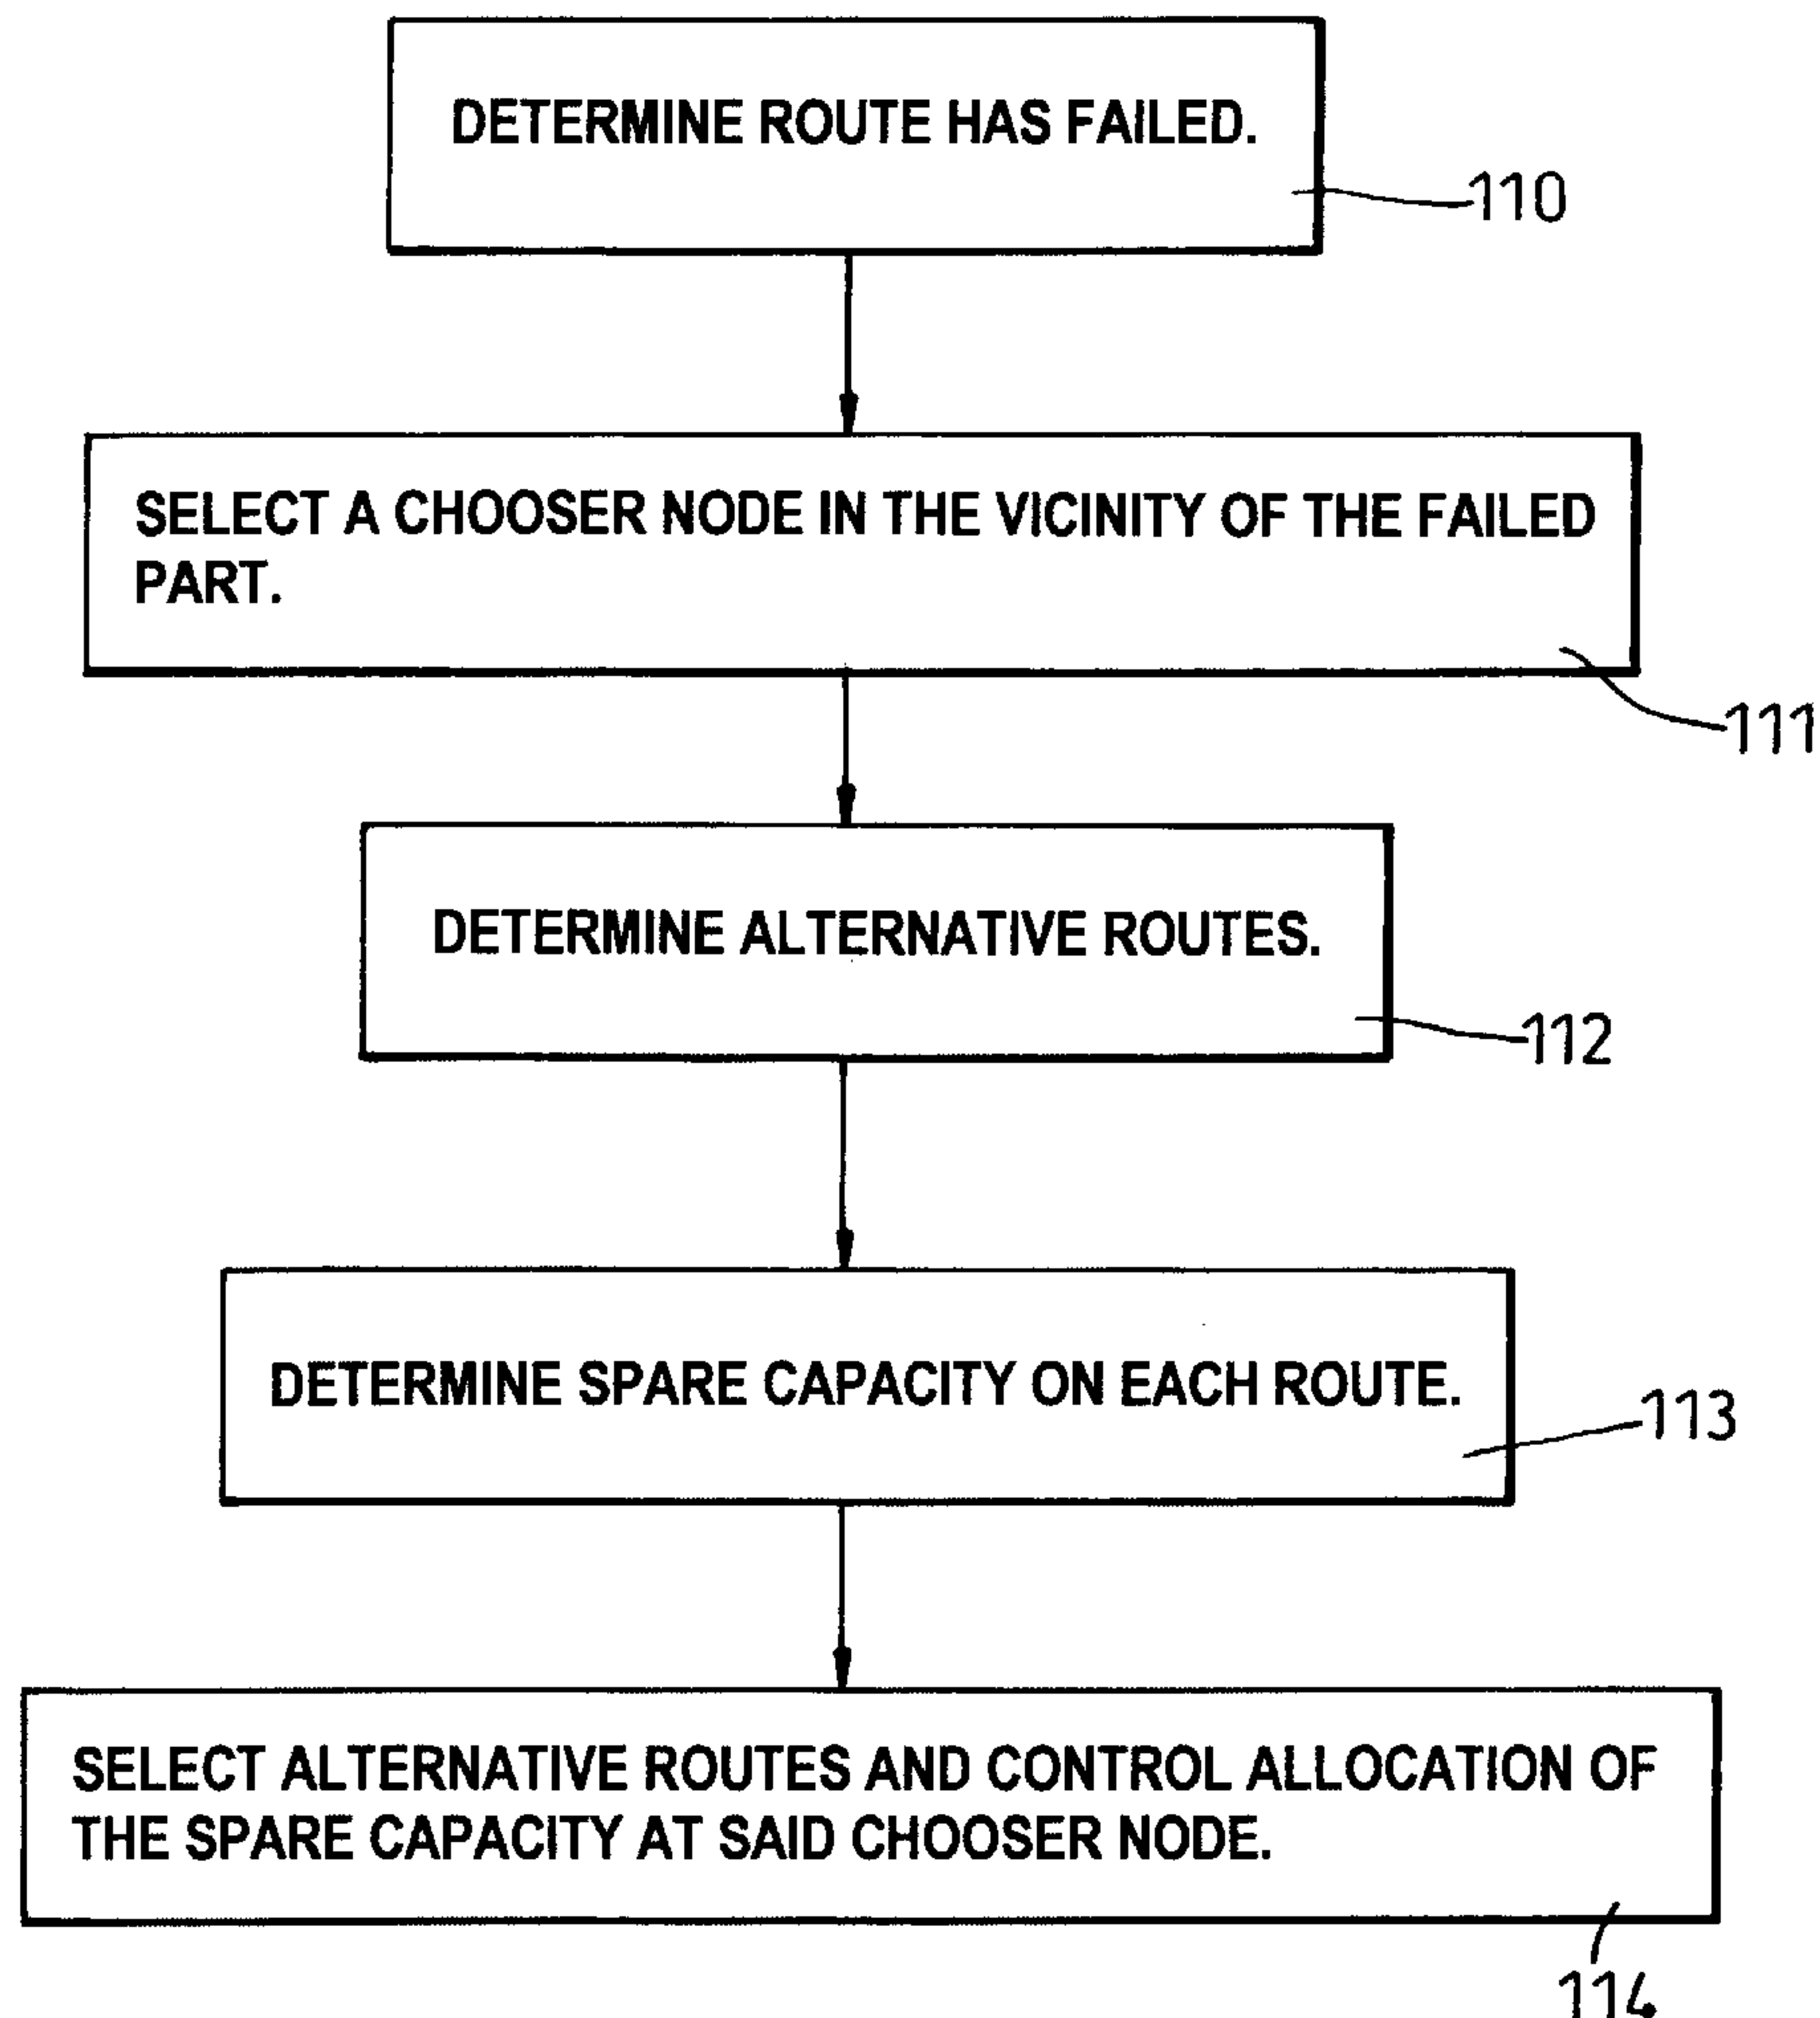 DETERMINE ROUTE HAS FAILED.
110
SELECT A CHOOSER NODE IN THE VICINITY OF THE FAILED
PART.
111
DETERMINE ALTERNATIVE ROUTES.
112
DETERMINE SPARE CAPACITY ON EACH ROUTE.
113
SELECT ALTERNATIVE ROUTES AND CONTROL ALLOCATION OF
THE SPARE CAPACITY AT SAID CHOOSER NODE.
114